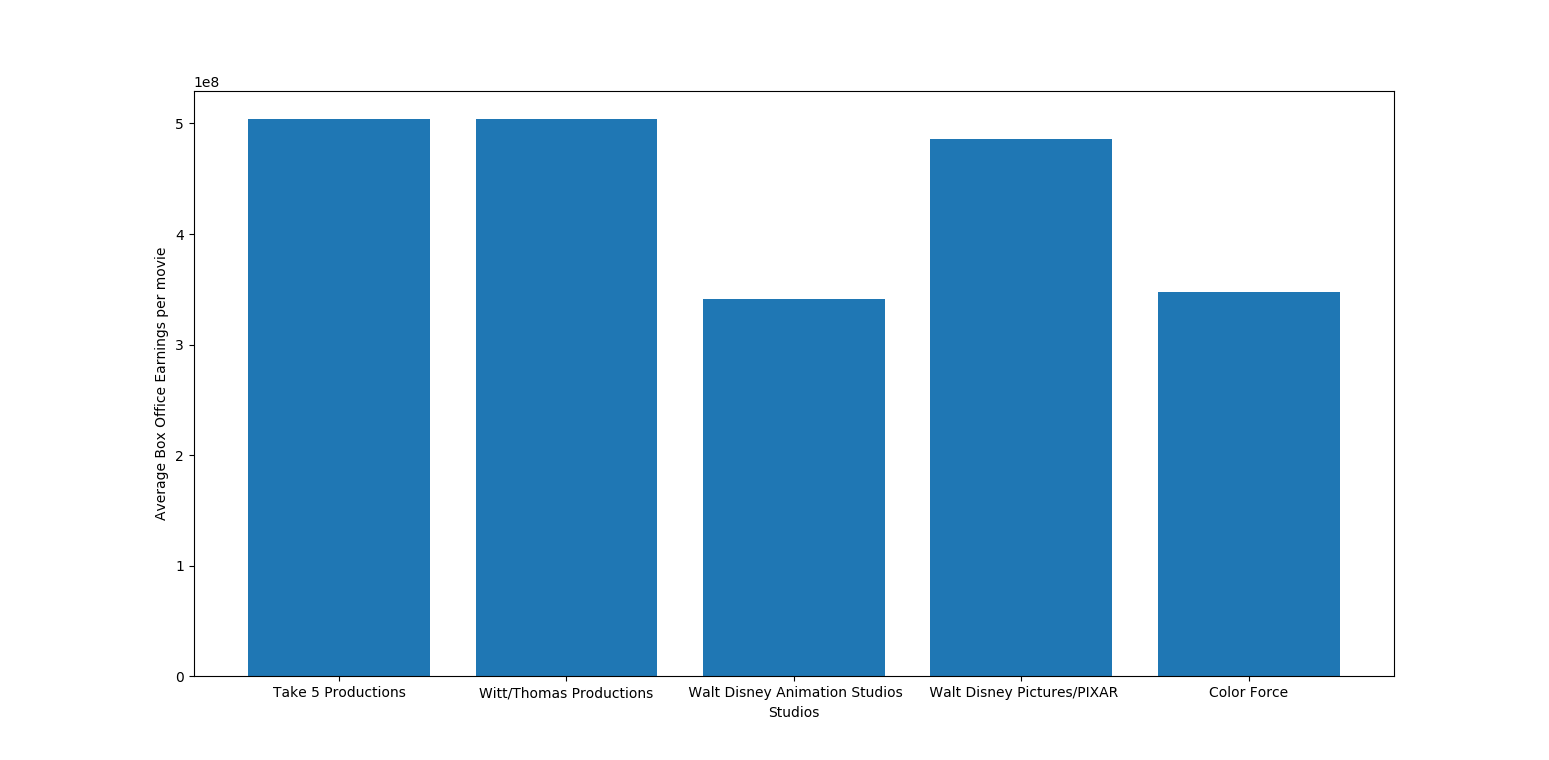 1e8
5
4
3
2
1
0
Average Box Office Earnings per movie
Take 5 Productions
Witt/Thomas Productions
Walt Disney Animation Studios
Walt Disney Pictures/PIXAR
Color Force
Studios